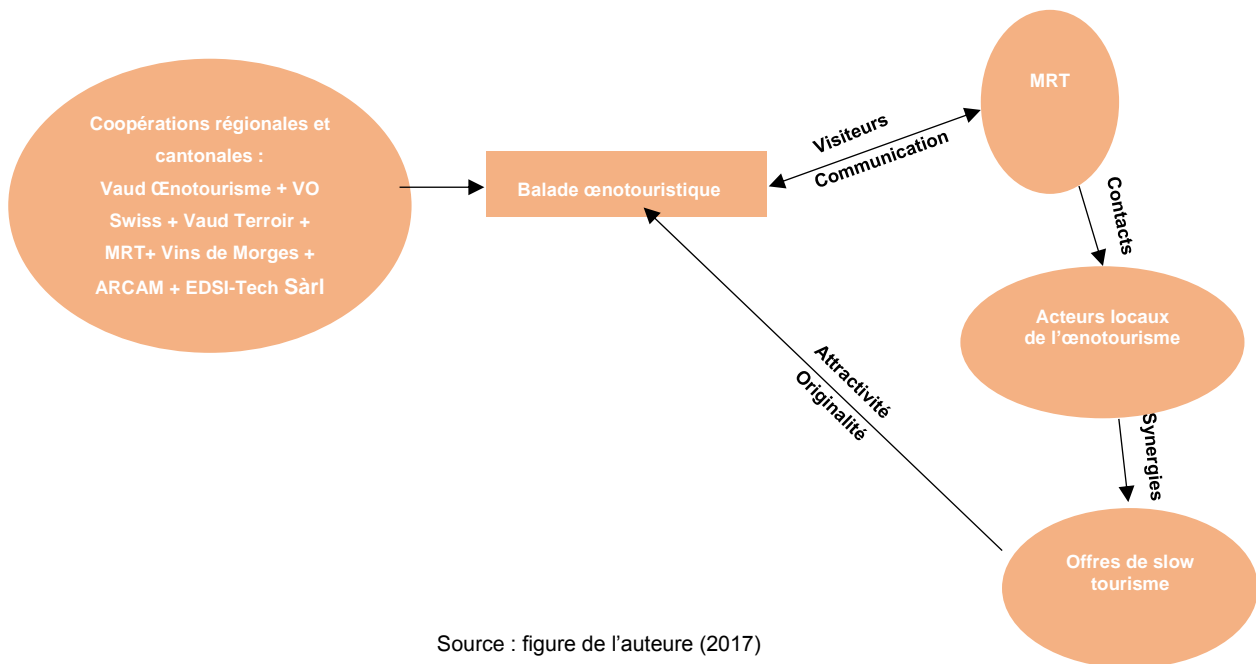 Coopérations régionales et
cantonales :
Vaud Œnotourisme + VO
Swiss + Vaud Terroir +
MRT+ Vins de Morges +
ARCAM + EDSI-Tech Sàrl
Balade œnotouristique
Visiteurs
Communication
MRT
Contacts
Acteurs locaux
de l’œnotourisme
Synergies
Offres de slow
tourisme
Attractivité
Originalité
Source : figure de l’auteure (2017)